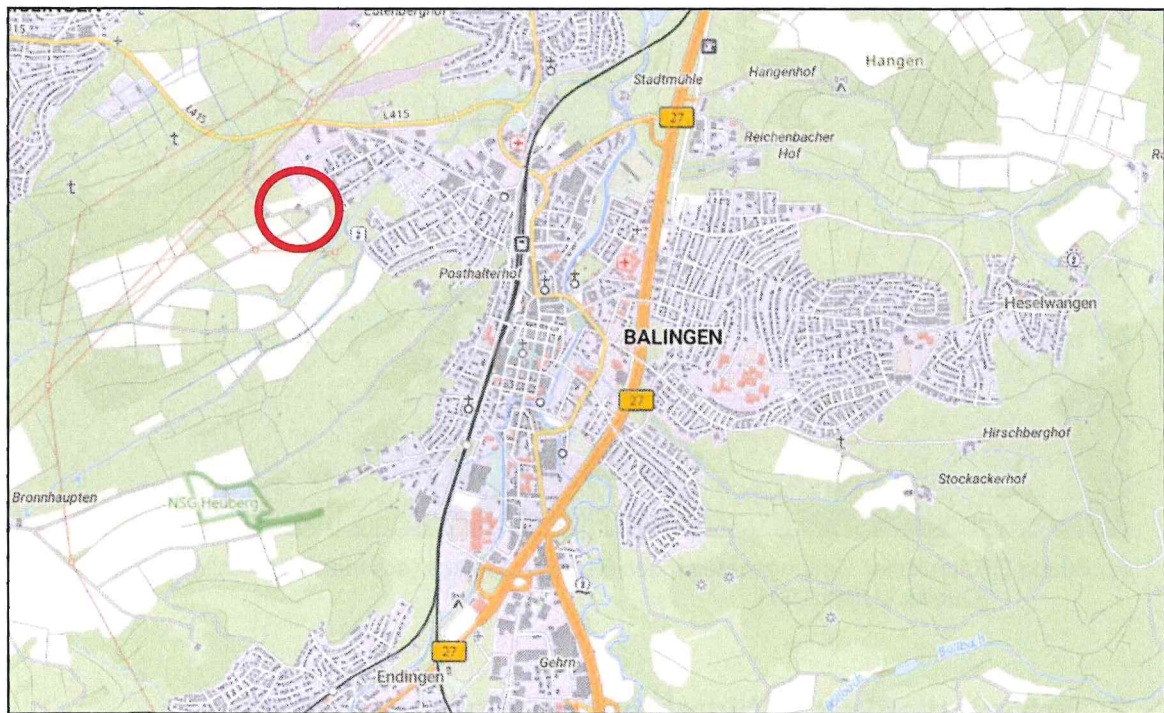 L415
L415
27
Stadtmühle
Hangenhof
Hangen
Reichenbacher
Hof
Posthalterhof
Heselwangen
BALINGEN
27
Hirschberghof
Stockackerhof
Bronnhaupten
NSG Heuberg
27
Endingen
Gehrn